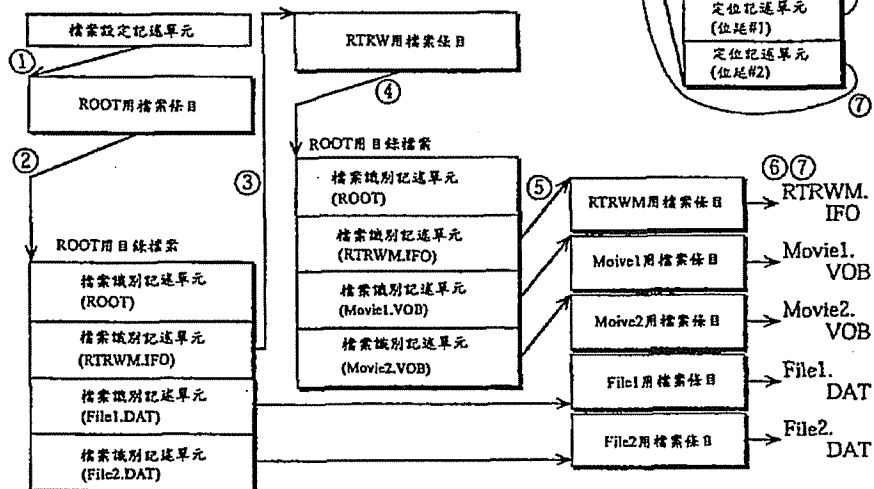 檔案設定記述單元
①
ROOT用檔案條目
②
ROOT用目錄檔案
檔案識別記述單元
(ROOT)
檔案識別記述單元
(RTRWM.IFO)
檔案識別記述單元
(File1.DAT)
檔案識別記述單元
(File2.DAT)
③
RTRW用檔案條目
④
ROOT用目錄檔案
檔案識別記述單元
(ROOT)
檔案識別記述單元
(RTRWM.IFO)
檔案識別記述單元
(Movie1.VOB)
檔案識別記述單元
(Movie2.VOB)
定位記述單元
(位延#1)
定位記述單元
(位延#2)
⑦
⑤
⑥⑦
RTRWM用檔案條目
RTRWM.
IFO
Moive1用檔案條目
Movie1.
VOB
Moive2用檔案條目
Movie2.
VOB
File1用檔案條目
File1.
DAT
File2用檔案條目
File2.
DAT